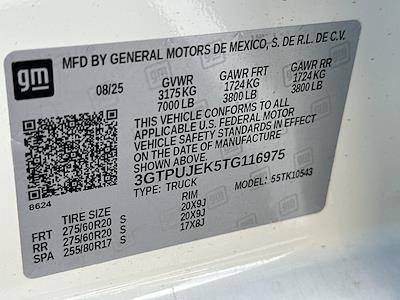 MFD BY GENERAL MOTORS DE MEXICO, S. DE R.L. DE C.V.
gm
08/25 GVWR GAWR FRT GAWR RR
3175 KG 1724 KG 1724 KG
7000 LB 3800 LB 3800 LB
THIS VEHICLE CONFORMS TO ALL APPLICABLE
U.S. FEDERAL MOTOR VEHICLE SAFETY AND
THEFT PREVENTION STANDARDS IN EFFECT ON
THE DATE OF MANUFACTURE SHOWN ABOVE.
3GTPUJEK5TG116975
8624 TYPE: TRUCK 55TK10543
TIRE SIZE RIM
FRT 275/60R20 S 20X9J
RR 275/60R20 S 20X9J
SPA 255/80R17 S 17X8J